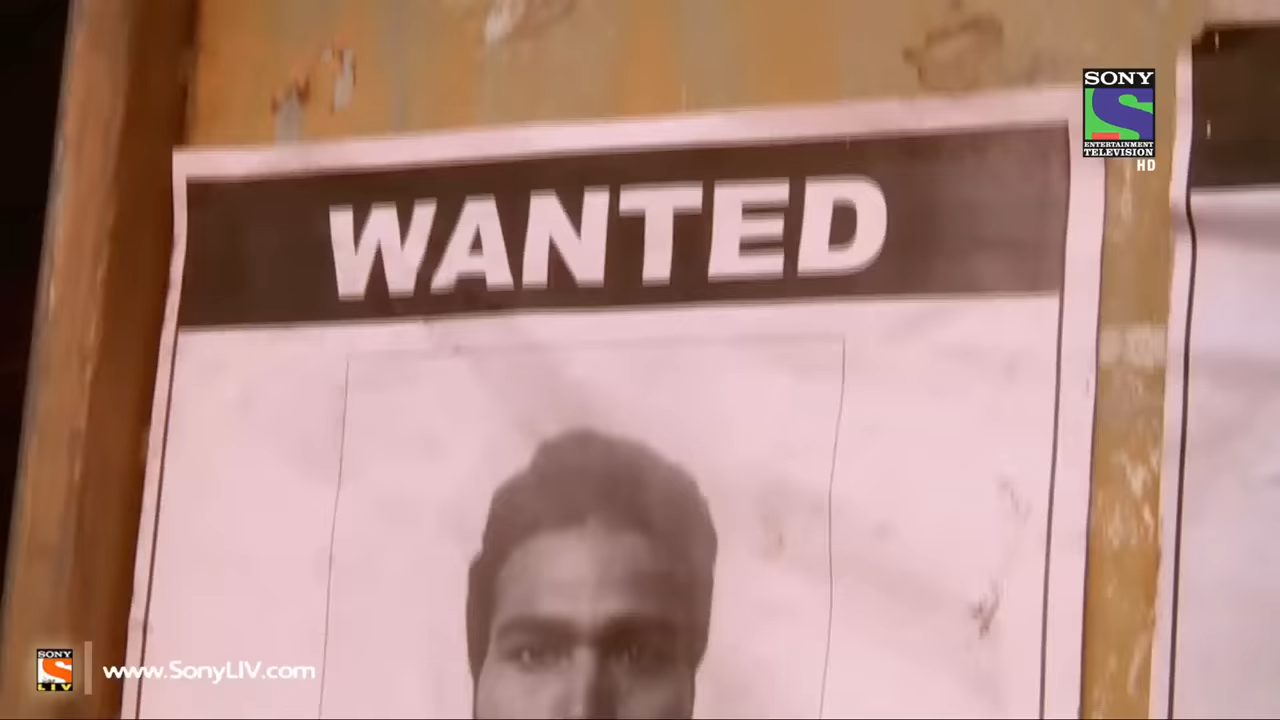 SONY
ENTERTAINMENT
TELEVISION
HD
WANTED
SONY
LIV
www.SonyLIV.com